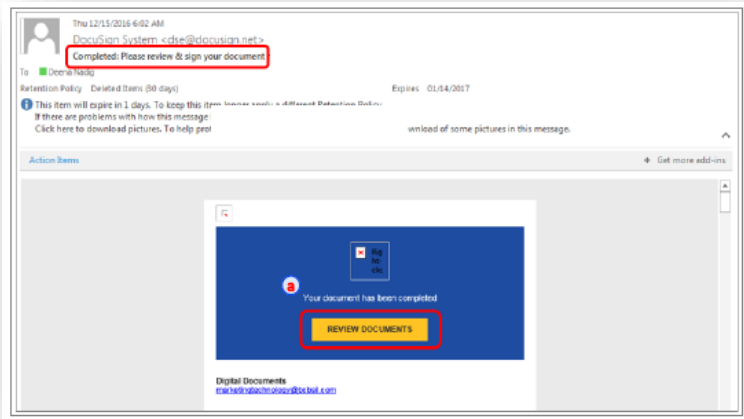 Thu 12/15/2016 6:02 AM
DocuSign System <dse@docusign.net>
Completed: Please review & sign your document
To Deena Nadig
Retention Policy Deleted Items (30 days) Expires 01/14/2017
This item will expire in 1 days. To keep this item longer apply a different Retention Policy.
If there are problems with how this message
Click here to download pictures. To help prot wnload of some pictures in this message.
Action Items + Get more add-ins
a
Your document has been completed
REVIEW DOCUMENTS
Digital Documents